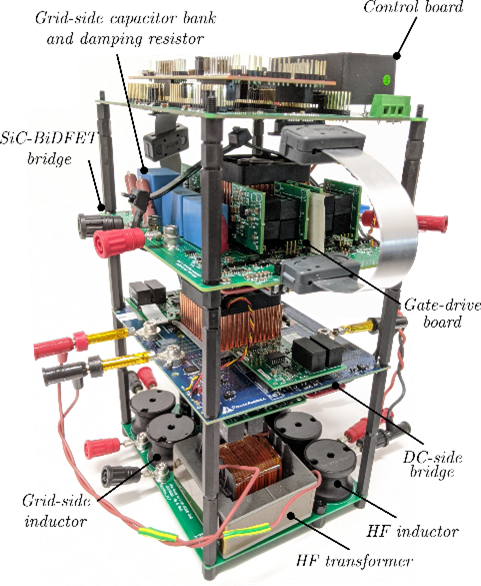 Grid-side capacitor bank
and damping resistor
Control board
SiC-BiDFET
bridge
Gate-drive
board
DC-side
bridge
Grid-side
inductor
HF inductor
HF transformer